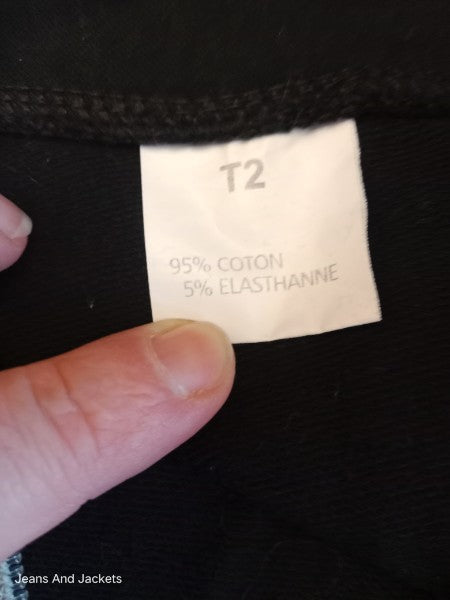 T2
95% COTON
5% ELASTHANNE
Jeans And Jackets